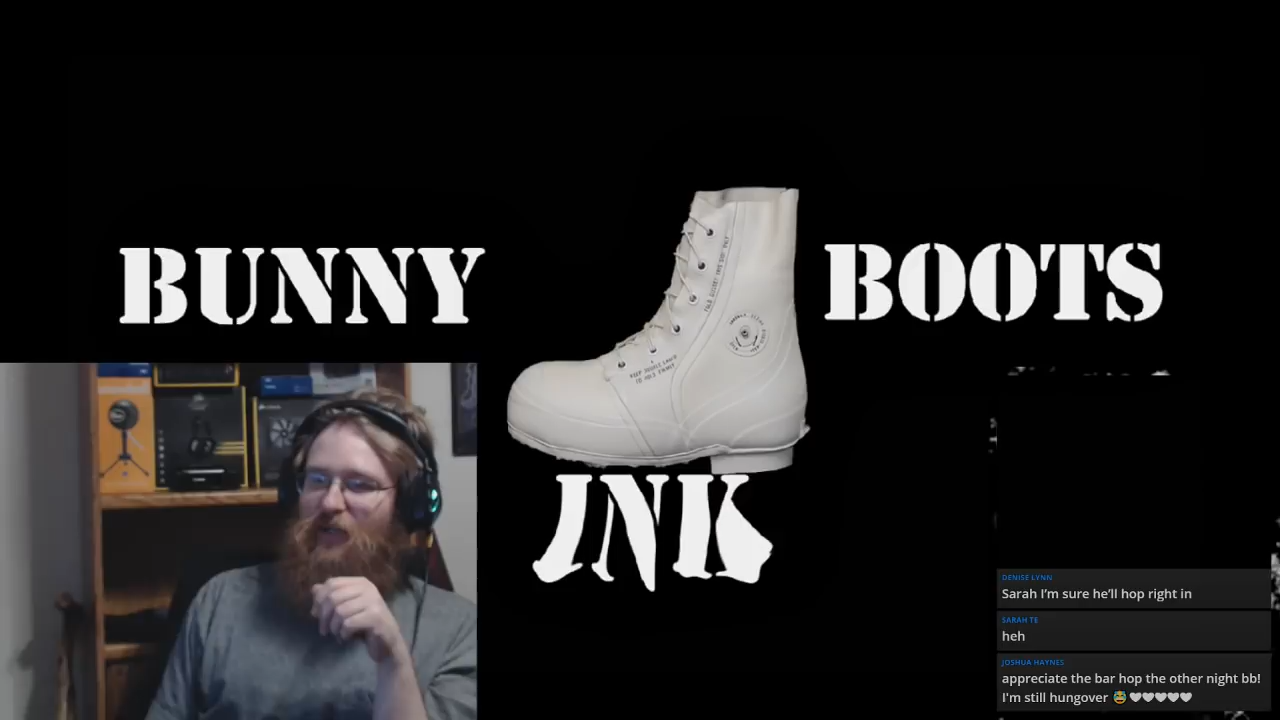 BUNNY
BOOTS
INK
DENISE LYNN
Sarah I'm sure he'll hop right in
SARAH TE
heh
JOSHUA HAYNES
appreciate the bar hop the other night bb!
I'm still hungover 😂🤍🤍🤍🤍🤍